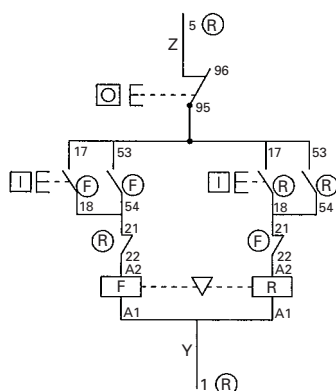 5 R
Z
96
O
95
17 53 17 53
I F F I R R
18 54 18 54
21 21
R F
22 22
A2 A2
F R
A1 A1
Y
1 R